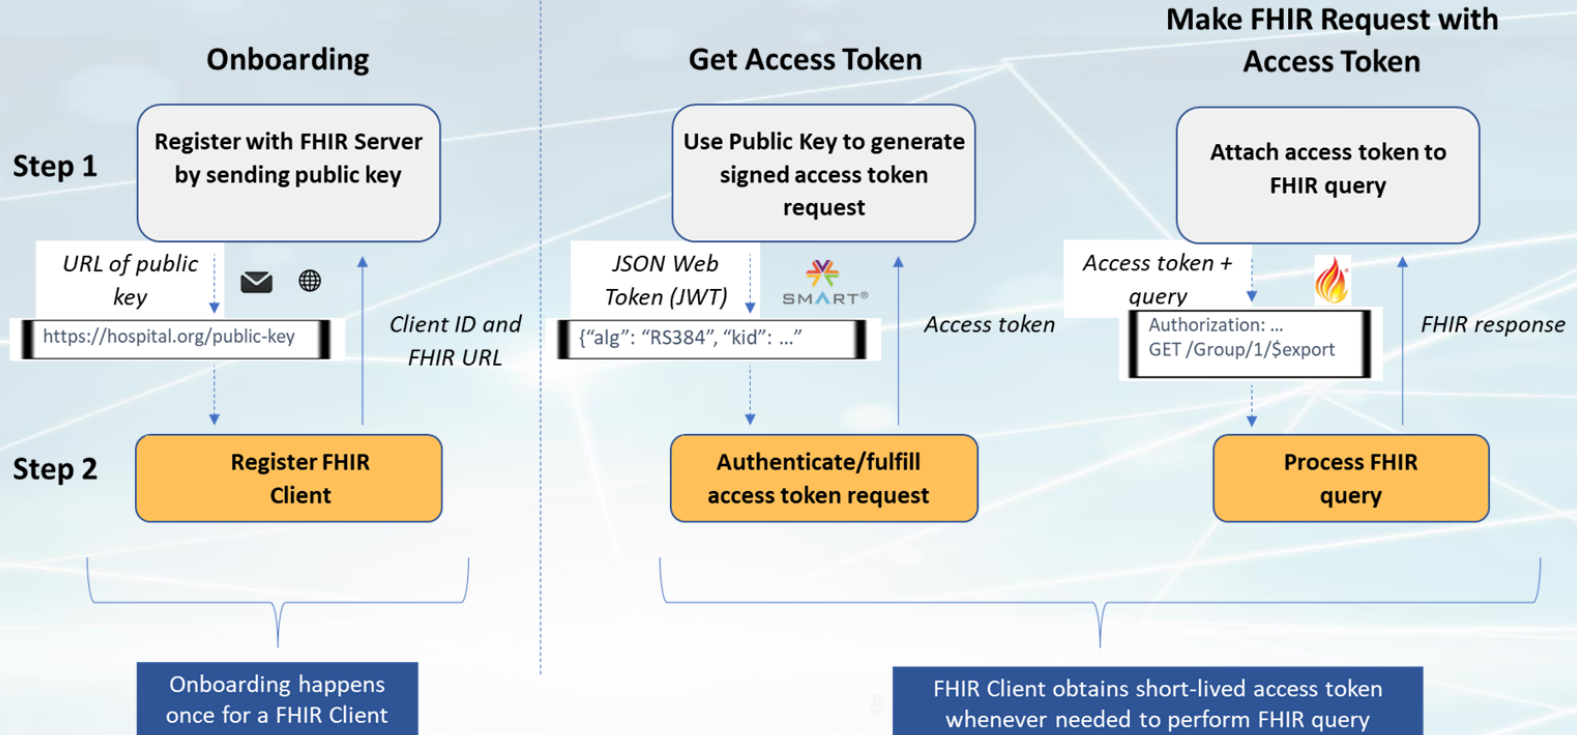 Onboarding
Get Access Token
Make FHIR Request with
Access Token
Step 1
Register with FHIR Server
by sending public key
Use Public Key to generate
signed access token
request
Attach access token to
FHIR query
URL of public
key
https://hospital.org/public-key
Client ID and
FHIR URL
JSON Web
Token (JWT)
SMART®
{“alg”: “RS384”, “kid”: …”
Access token
Access token +
query
Authorization: …
GET /Group/1/$export
FHIR response
Step 2
Register FHIR
Client
Authenticate/fulfill
access token request
Process FHIR
query
Onboarding happens
once for a FHIR Client
8
FHIR Client obtains short-lived access token
whenever needed to perform FHIR query